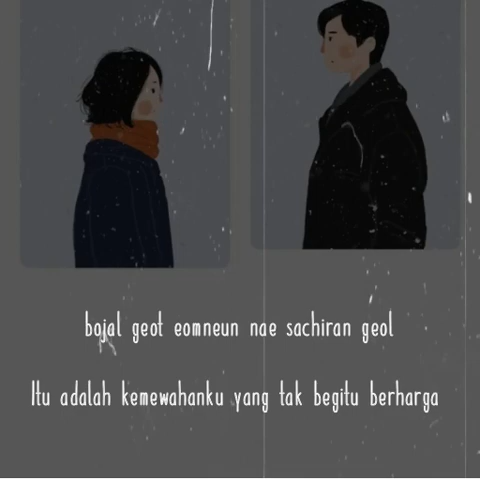 bojal geot eomneun nae sachiran geol
Itu adalah kemewahanku yang tak begitu berharga